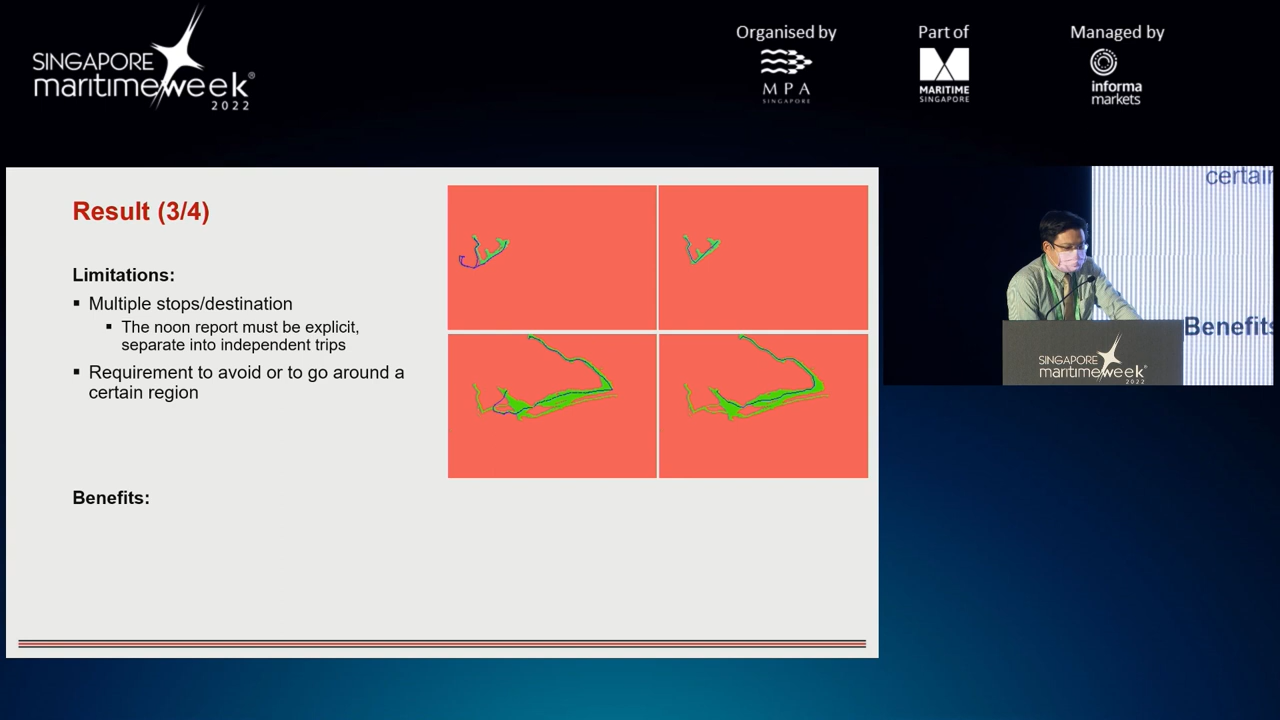 SINGAPORE
maritimeweek®
2022
Organised by
MPA
SINGAPORE
Part of
MARITIME
SINGAPORE
Managed by
informa
markets
Result (3/4)
Limitations:
▪ Multiple stops/destination
▪ The noon report must be explicit,
separate into independent trips
▪ Requirement to avoid or to go around a
certain region
Benefits:
certain
Benefits
SINGAPORE
maritimeweek®
2022